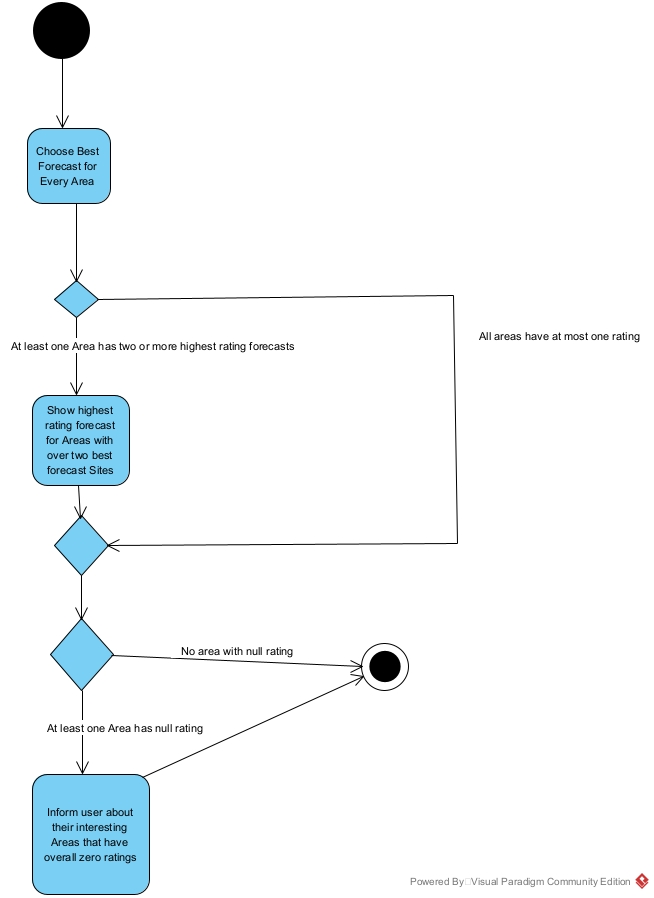 Choose Best
Forecast for
Every Area
At least one Area has two or more highest rating forecasts
All areas have at most one rating
Show highest
rating forecast
for Areas with
over two best
forecast Sites
No area with null rating
At least one Area has null rating
Inform user about
their interesting
Areas that have
overall zero ratings
Powered By Visual Paradigm Community Edition